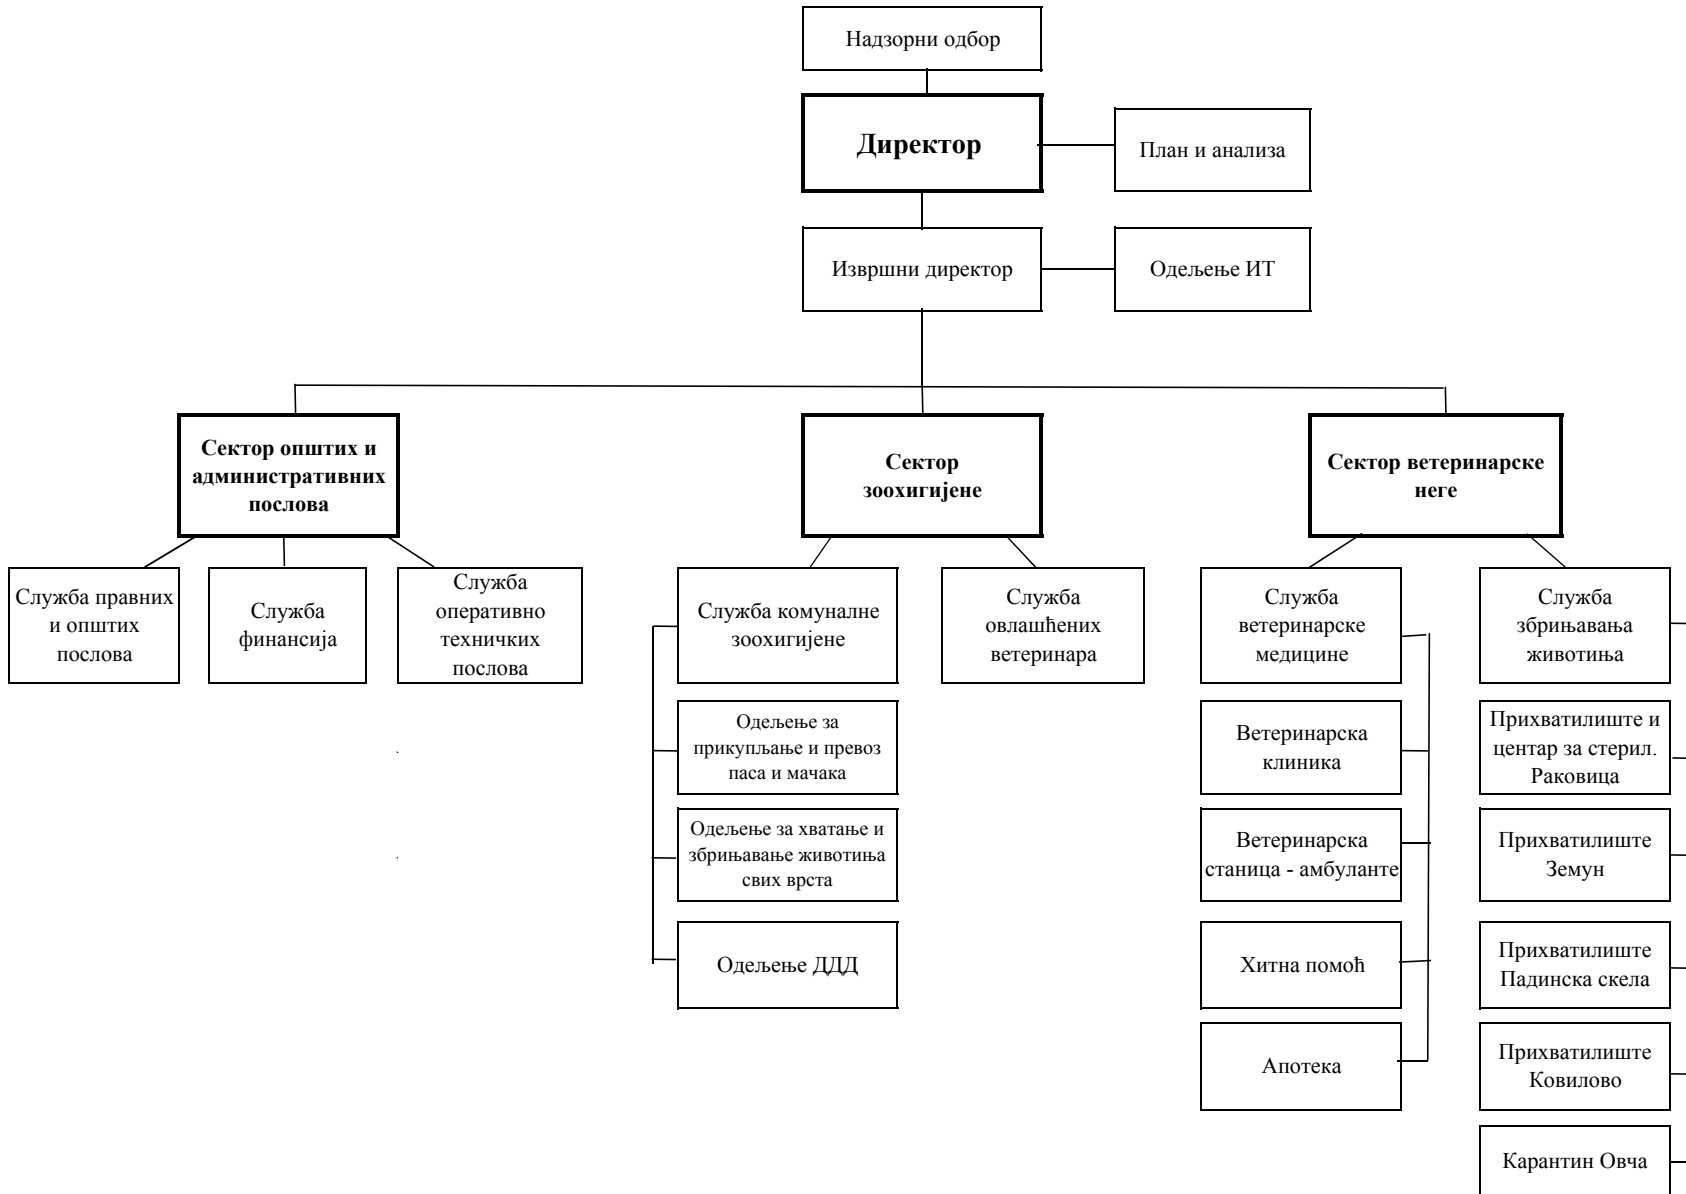 Надзорни одбор
Директор
План и анализа
Извршни директор
Одељење ИТ
Сектор општих и
административних
послова
Сектор
зоохигијене
Сектор ветеринарске
неге
Служба правних
и општих
послова
Служба
финансија
Служба
оперативно
техничких
послова
Служба комуналне
зоохигијене
Служба
овлашћених
ветеринара
Служба
ветеринарске
медицине
Служба
збрињавања
животиња
Одељење за
прикупљање и превоз
паса и мачака
Ветеринарска
клиника
Прихватилиште и
центар за стерил.
Раковица
Одељење за хватање и
збрињавање животиња
свих врста
Ветеринарска
станица - амбуланте
Прихватилиште
Земун
Одељење ДДД
Хитна помоћ
Прихватилиште
Падинска скела
Апотека
Прихватилиште
Ковилово
Карантин Овча